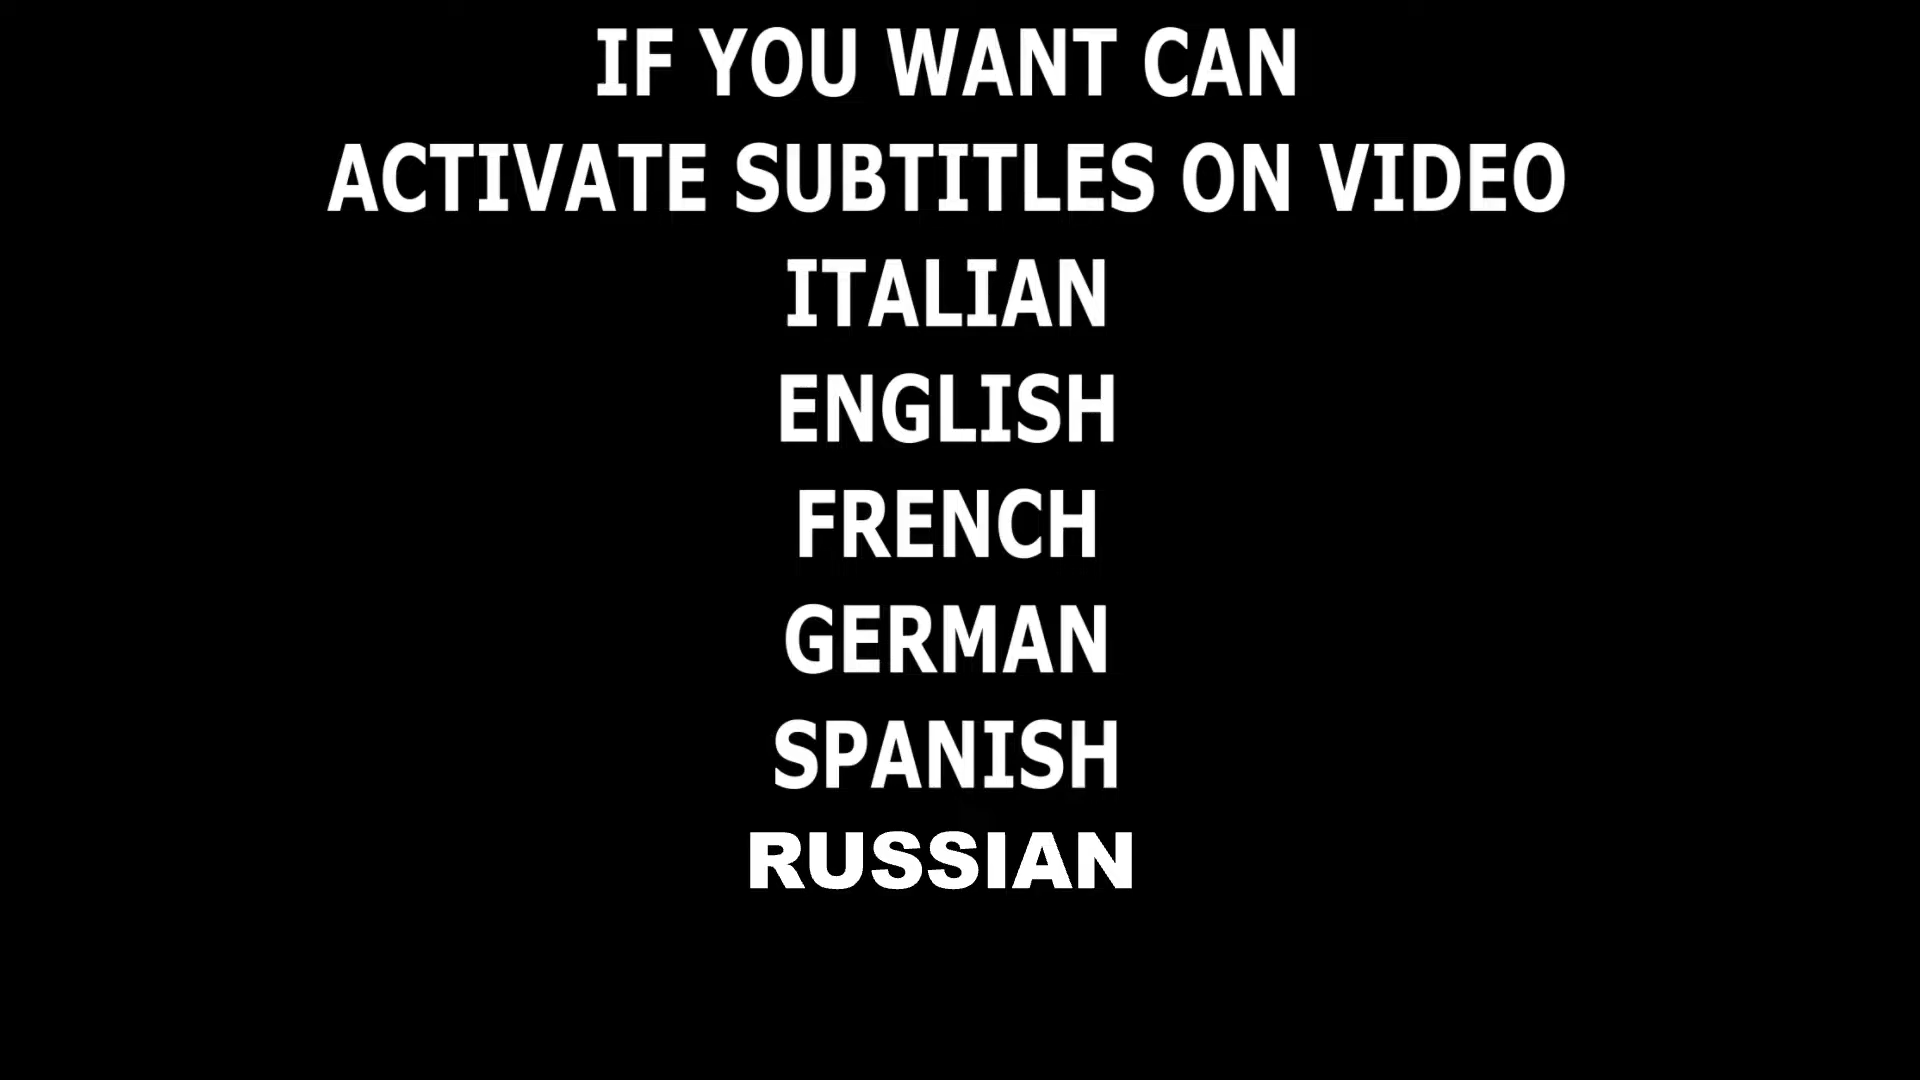 IF YOU WANT CAN
ACTIVATE SUBTITLES ON VIDEO
ITALIAN
ENGLISH
FRENCH
GERMAN
SPANISH
RUSSIAN